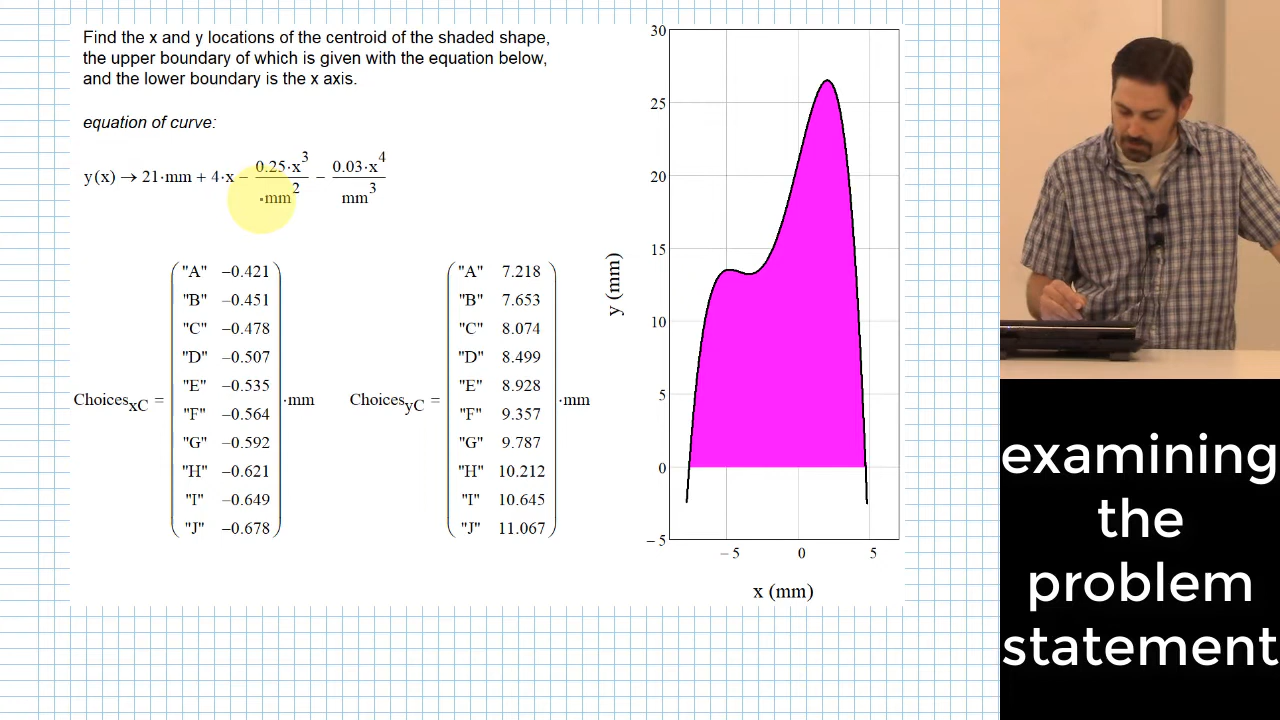 Find the x and y locations of the centroid of the shaded shape,
the upper boundary of which is given with the equation below,
and the lower boundary is the x axis.
equation of curve:
y(x) → 21·mm + 4·x − 0.25·x³/·mm² − 0.03·x⁴/mm³
Choices_xC = ("A" −0.421
"B" −0.451
"C" −0.478
"D" −0.507
"E" −0.535
"F" −0.564
"G" −0.592
"H" −0.621
"I" −0.649
"J" −0.678) ·mm
Choices_yC = ("A" 7.218
"B" 7.653
"C" 8.074
"D" 8.499
"E" 8.928
"F" 9.357
"G" 9.787
"H" 10.212
"I" 10.645
"J" 11.067) ·mm
30
25
20
15
10
5
0
−5
y (mm)
−5 0 5
x (mm)
examining
the
problem
statement